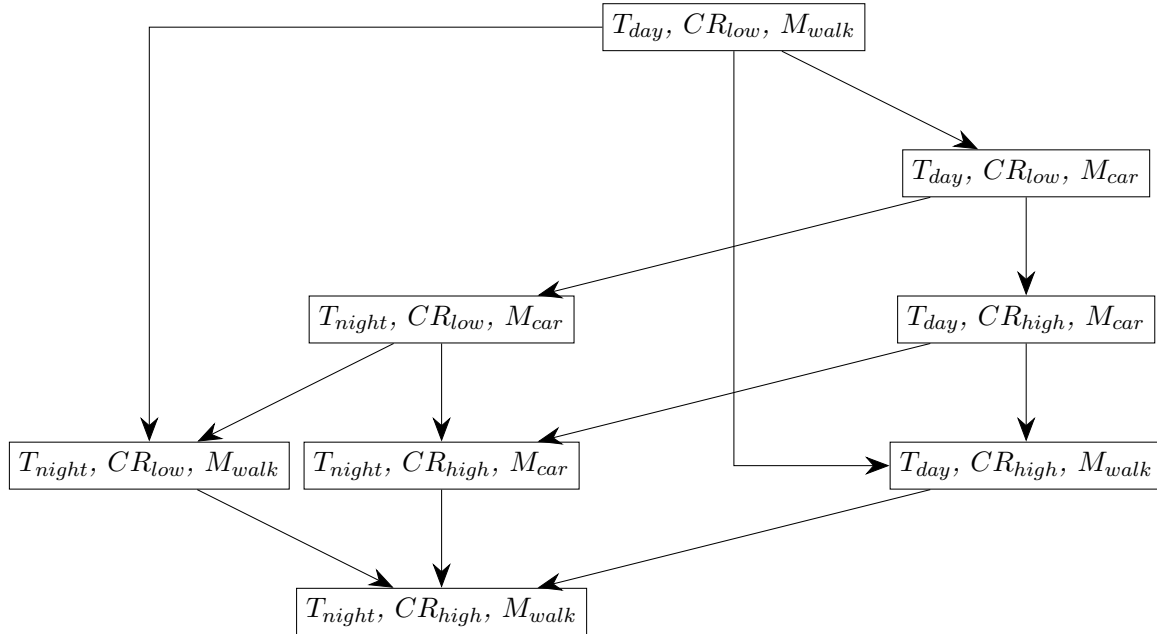 T_day, CR_low, M_walk
T_day, CR_low, M_car
T_night, CR_low, M_car
T_day, CR_high, M_car
T_night, CR_low, M_walk
T_night, CR_high, M_car
T_day, CR_high, M_walk
T_night, CR_high, M_walk